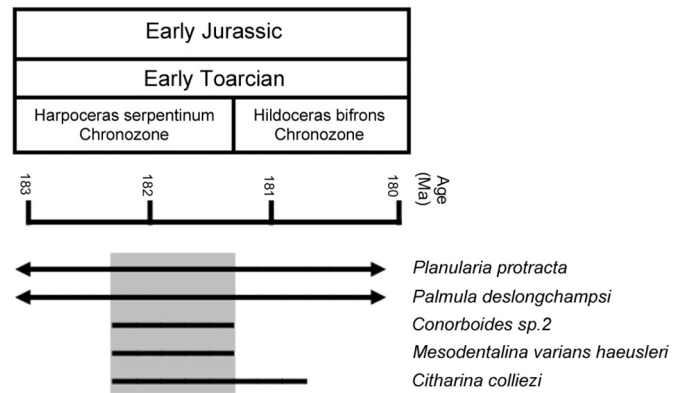 Early Jurassic
Early Toarcian
Harpoceras serpentinum
Chronozone
Hildoceras bifrons
Chronozone
183
182
181
180
Age
(Ma)
Planularia protracta
Palmula deslongchampsi
Conorboides sp.2
Mesodentalina varians haeusleri
Citharina colliezi